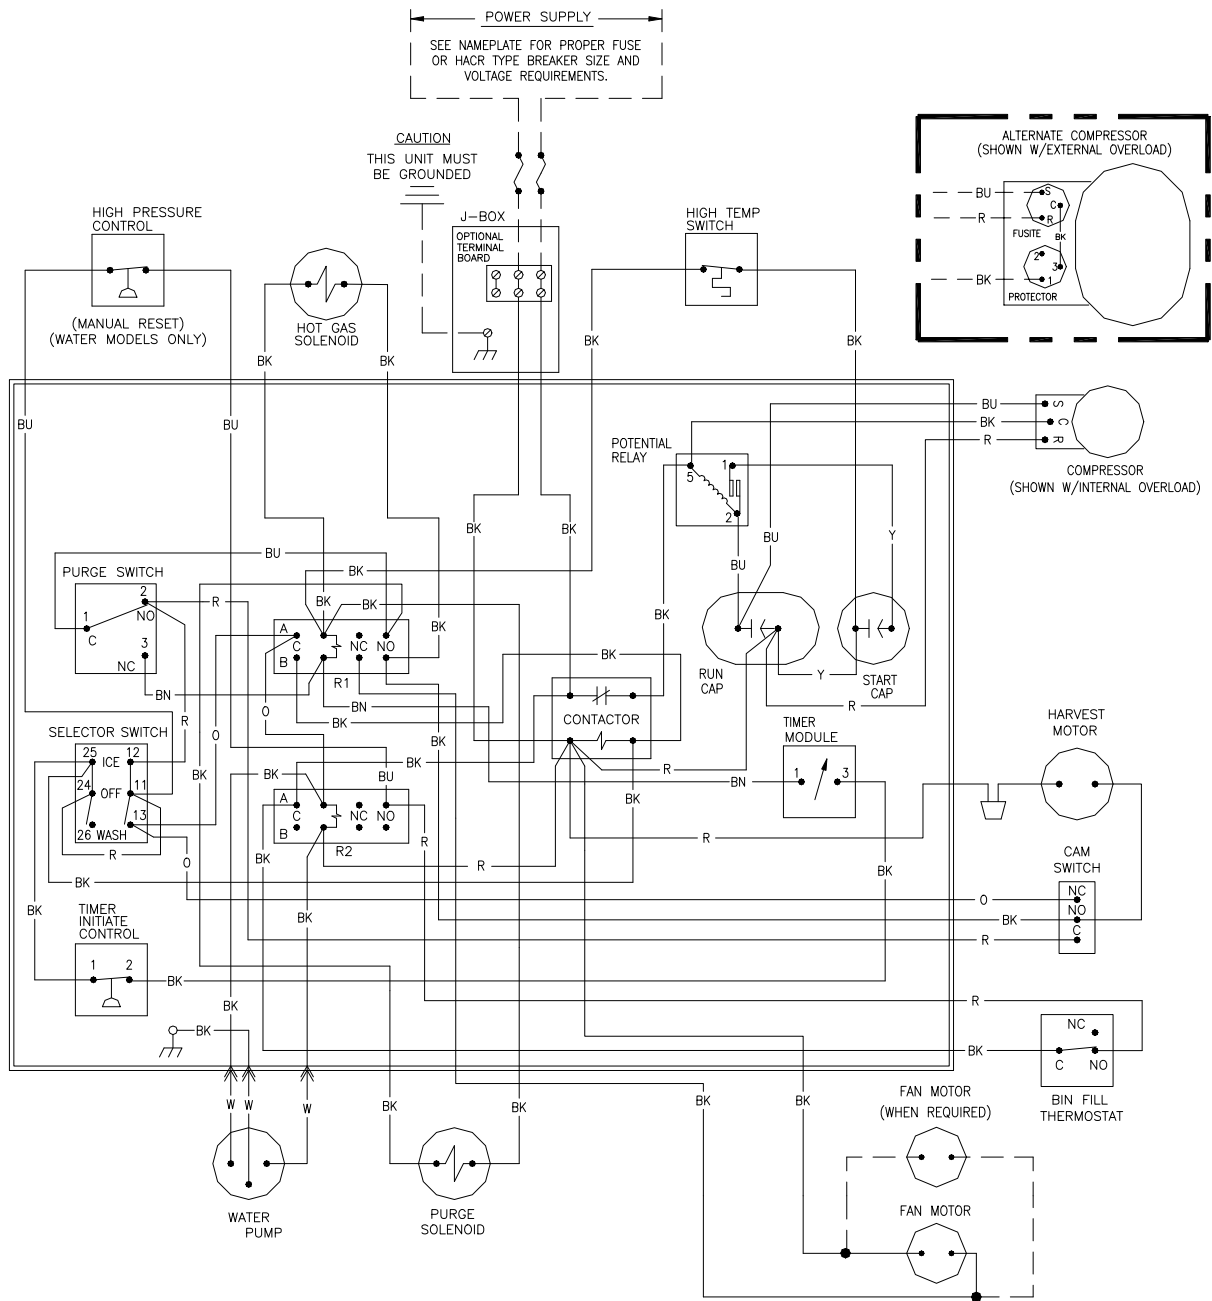 POWER SUPPLY
SEE NAMEPLATE FOR PROPER FUSE
OR HACR TYPE BREAKER SIZE AND
VOLTAGE REQUIREMENTS.
CAUTION
THIS UNIT MUST
BE GROUNDED
ALTERNATE COMPRESSOR
(SHOWN W/EXTERNAL OVERLOAD)
BU
S
C
R
R
FUSITE
BK
2
3
BK
1
PROTECTOR
HIGH PRESSURE
CONTROL
(MANUAL RESET)
(WATER MODELS ONLY)
HOT GAS
SOLENOID
J-BOX
OPTIONAL
TERMINAL
BOARD
HIGH TEMP
SWITCH
BK
BK
BK
BK
BU
BU
BU
S
BK
C
R
R
COMPRESSOR
(SHOWN W/INTERNAL OVERLOAD)
POTENTIAL
RELAY
5
1
2
BK
BK
BU
Y
BU
BU
BK
PURGE SWITCH
2
NO
1
C
3
NC
R
BK
BK
BK
BK
BK
A
C
NC
NO
B
R1
BN
BN
BK
BK
RUN
CAP
START
CAP
Y
R
O
O
R
CONTACTOR
TIMER
MODULE
1
3
HARVEST
MOTOR
SELECTOR SWITCH
25
ICE
12
24
OFF
11
13
26
WASH
R
O
BK
BK
BK
BK
BU
BK
R
BN
BK
A
C
NC
NO
B
R2
R
R
R
BK
BK
BK
BK
TIMER
INITIATE
CONTROL
1
2
BK
BK
BK
BK
CAM
SWITCH
NC
NO
C
O
BK
R
R
BK
BIN FILL
THERMOSTAT
NC
C
NO
W
W
W
WATER
PUMP
BK
BK
PURGE
SOLENOID
BK
BK
FAN MOTOR
(WHEN REQUIRED)
FAN MOTOR